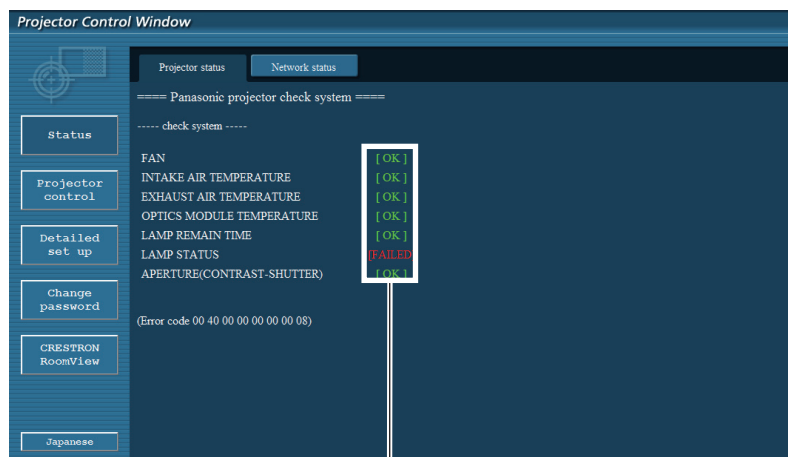 Projector Control Window
Projector status
Network status
==== Panasonic projector check system ====
----- check system -----
FAN [ OK ]
INTAKE AIR TEMPERATURE [ OK ]
EXHAUST AIR TEMPERATURE [ OK ]
OPTICS MODULE TEMPERATURE [ OK ]
LAMP REMAIN TIME [ OK ]
LAMP STATUS [FAILED
APERTURE(CONTRAST-SHUTTER) [ OK ]
(Error code 00 40 00 00 00 00 00 08)
Status
Projector
control
Detailed
set up
Change
password
CRESTRON
RoomView
Japanese